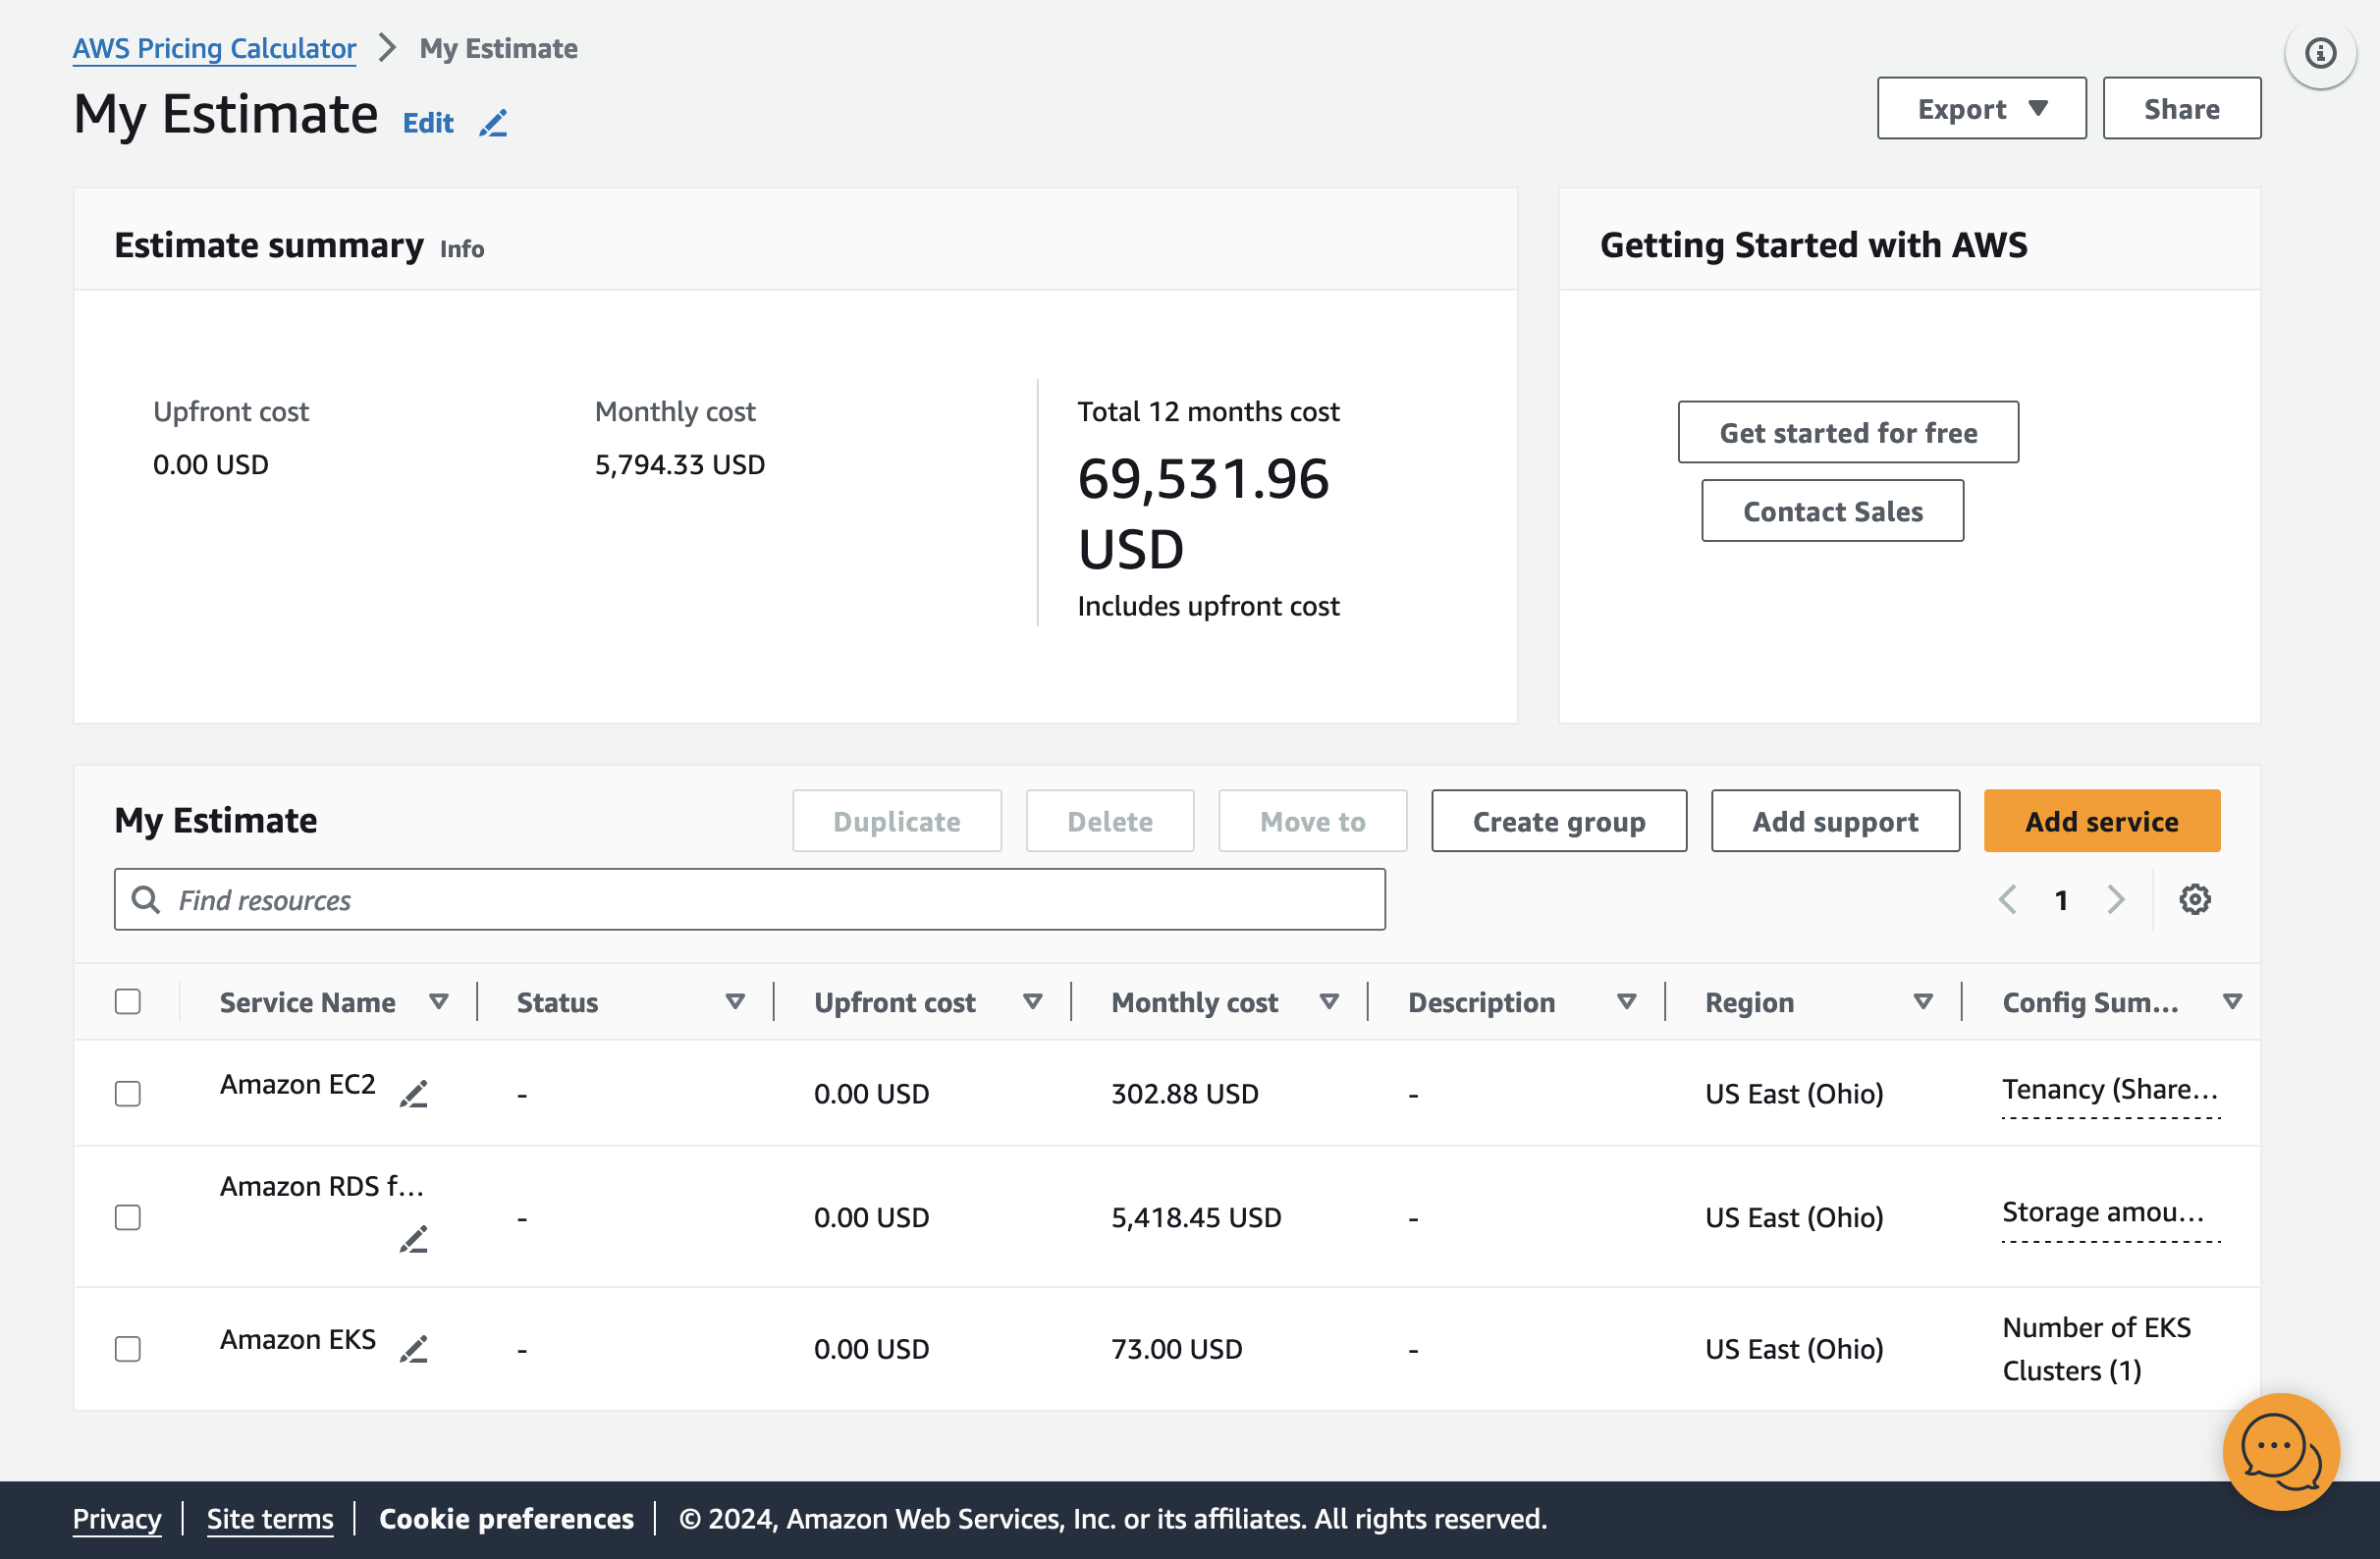 AWS Pricing Calculator > My Estimate
My Estimate Edit
Export Share
Estimate summary Info
Upfront cost
0.00 USD
Monthly cost
5,794.33 USD
Total 12 months cost
69,531.96
USD
Includes upfront cost
Getting Started with AWS
Get started for free
Contact Sales
My Estimate
Duplicate Delete Move to Create group Add support Add service
Find resources
1
Service Name Status Upfront cost Monthly cost Description Region Config Sum...
Amazon EC2 - 0.00 USD 302.88 USD - US East (Ohio) Tenancy (Share...
Amazon RDS f... - 0.00 USD 5,418.45 USD - US East (Ohio) Storage amou...
Amazon EKS - 0.00 USD 73.00 USD - US East (Ohio) Number of EKS
Clusters (1)
Privacy | Site terms | Cookie preferences | © 2024, Amazon Web Services, Inc. or its affiliates. All rights reserved.